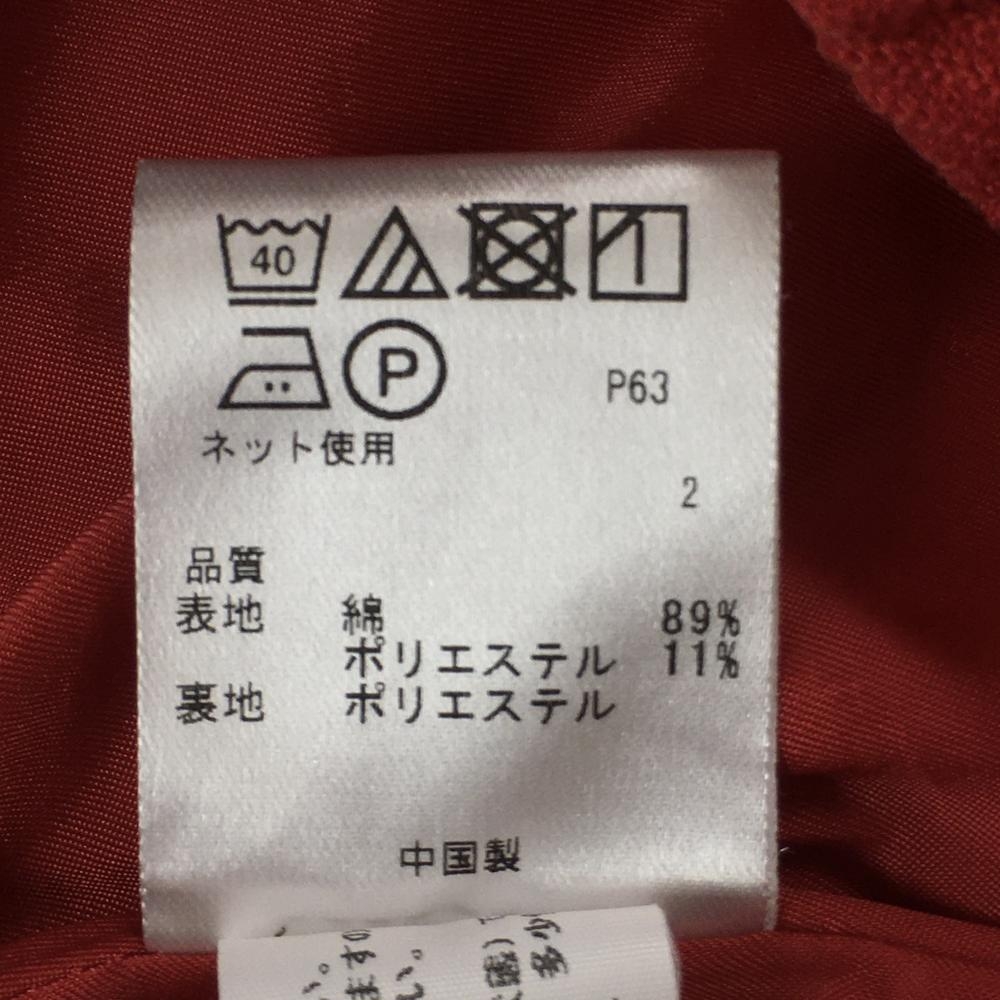 40
P
P63
ネット使用
2
品質
表地 綿 89%
ポリエステル 11%
裏地 ポリエステル
中国製